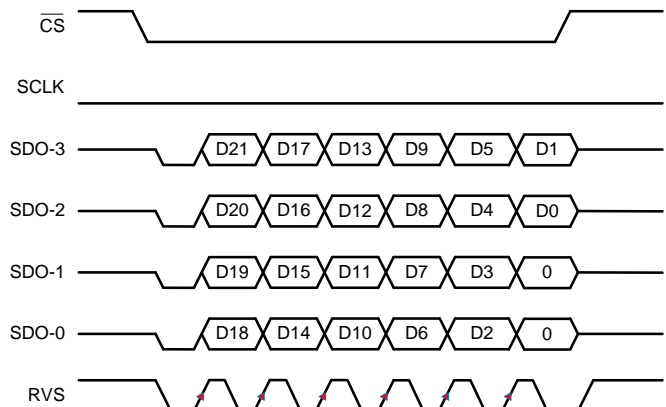 CS
SCLK
SDO-3 D21 D17 D13 D9 D5 D1
SDO-2 D20 D16 D12 D8 D4 D0
SDO-1 D19 D15 D11 D7 D3 0
SDO-0 D18 D14 D10 D6 D2 0
RVS